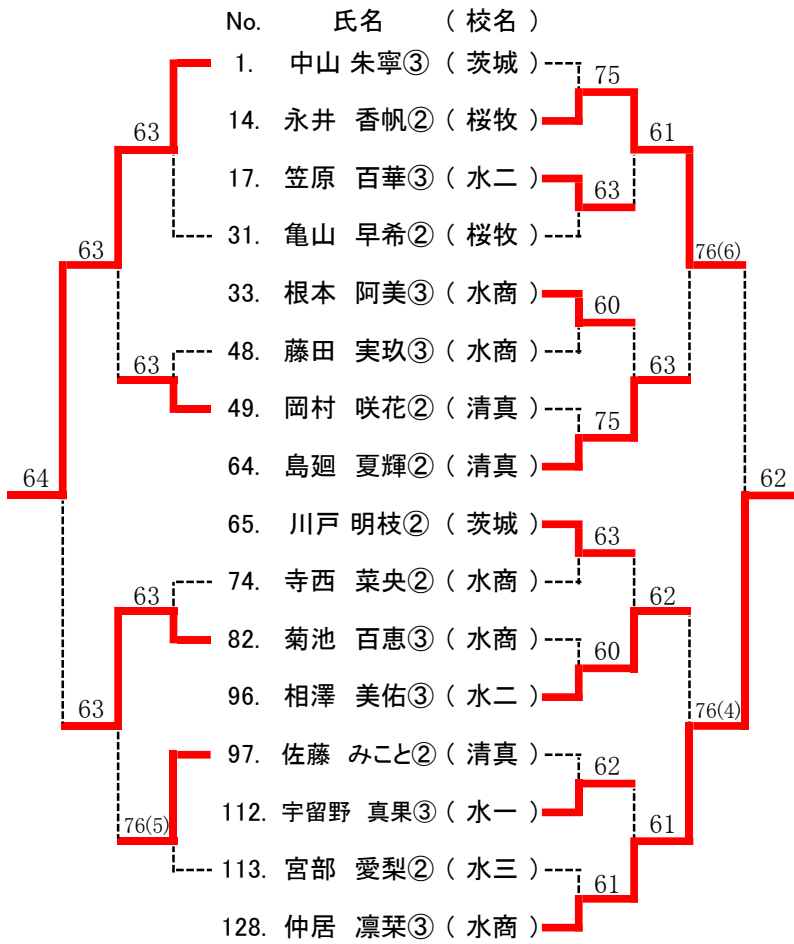 No. 氏名 ( 校名 )
1. 中山 朱寧③ ( 茨城 ) 75
14. 永井 香帆② ( 桜牧 )
63 61
17. 笠原 百華③ ( 水二 ) 63
31. 亀山 早希② ( 桜牧 )
63 76(6)
33. 根本 阿美③ ( 水商 ) 60
48. 藤田 実玖③ ( 水商 )
63 63
49. 岡村 咲花② ( 清真 ) 75
64. 島廻 夏輝② ( 清真 )
64 62
65. 川戸 明枝② ( 茨城 ) 63
74. 寺西 菜央② ( 水商 )
63 62
82. 菊池 百恵③ ( 水商 ) 60
96. 相澤 美佑③ ( 水二 )
63 76(4)
97. 佐藤 みこと② ( 清真 ) 62
112. 宇留野 真果③ ( 水一 )
76(5) 61
113. 宮部 愛梨② ( 水三 ) 61
128. 仲居 凛栞③ ( 水商 )